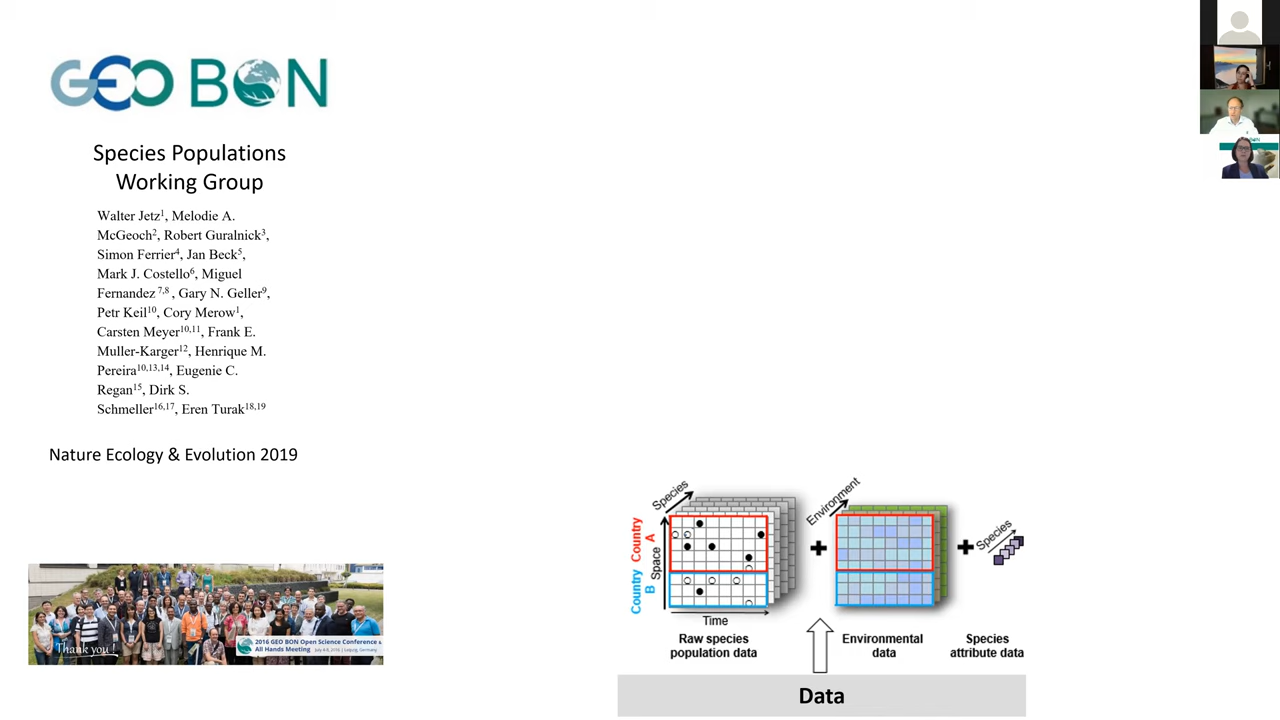 GEO BON
Species Populations
Working Group
Walter Jetz1, Melodie A.
McGeoch2, Robert Guralnick3,
Simon Ferrier4, Jan Beck5,
Mark J. Costello6, Miguel
Fernandez 7,8 , Gary N. Geller9,
Petr Keil10, Cory Merow1,
Carsten Meyer10,11, Frank E.
Muller-Karger12, Henrique M.
Pereira10,13,14, Eugenie C.
Regan15, Dirk S.
Schmeller16,17, Eren Turak18,19
Nature Ecology & Evolution 2019
Thank you !
2016 GEO BON Open Science Conference &
All Hands Meeting July 4-8, 2016 | Leipzig, Germany
Species
Environment
Species
Country
A
Country
B
Space
Time
Raw species
population data
Environmental
data
Species
attribute data
Data